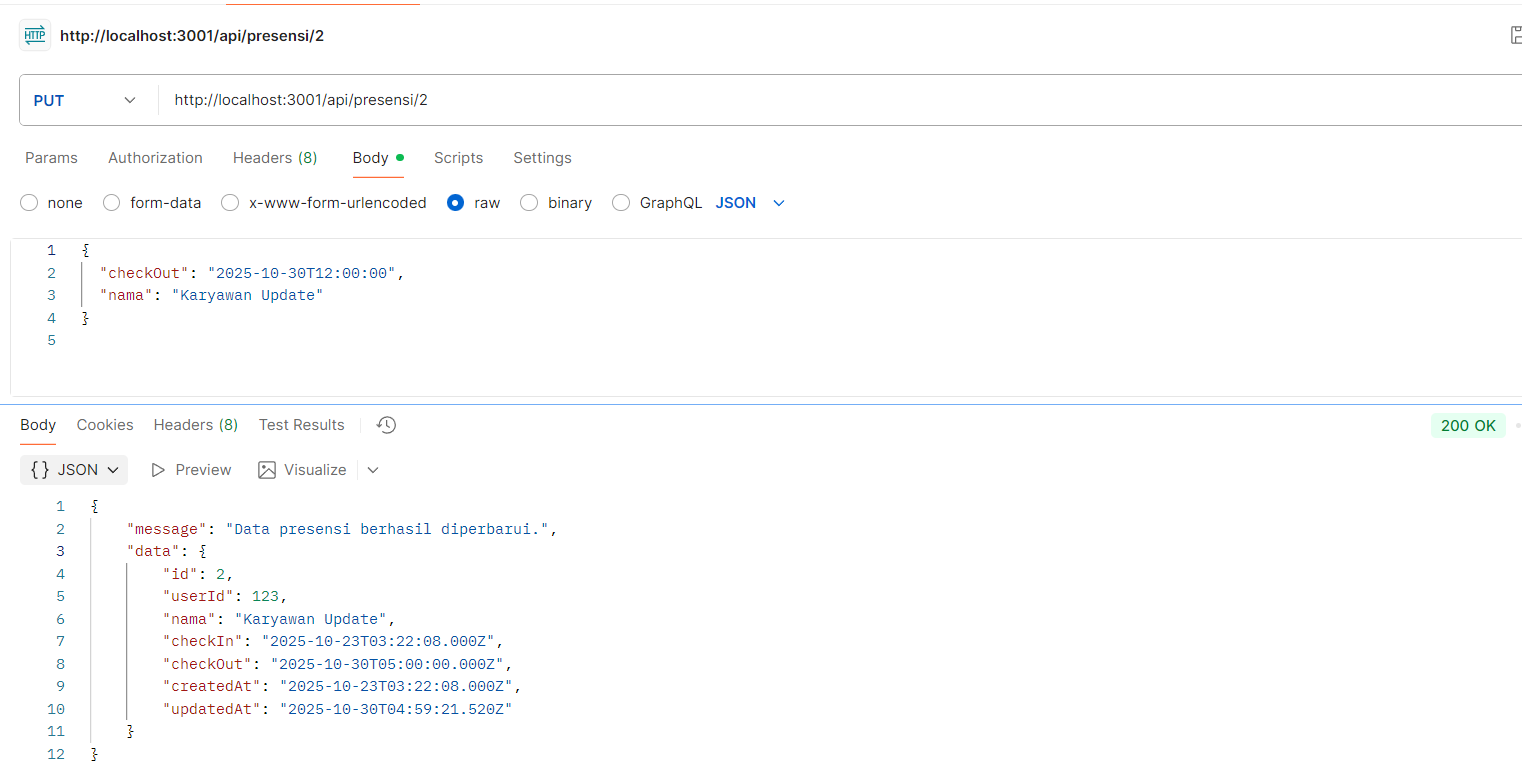 HTTP http://localhost:3001/api/presensi/2
PUT http://localhost:3001/api/presensi/2
Params Authorization Headers (8) Body Scripts Settings
none form-data x-www-form-urlencoded raw binary GraphQL JSON
1 {
2 "checkOut": "2025-10-30T12:00:00",
3 "nama": "Karyawan Update"
4 }
5
Body Cookies Headers (8) Test Results 200 OK
{} JSON Preview Visualize
1 {
2 "message": "Data presensi berhasil diperbarui.",
3 "data": {
4 "id": 2,
5 "userId": 123,
6 "nama": "Karyawan Update",
7 "checkIn": "2025-10-23T03:22:08.000Z",
8 "checkOut": "2025-10-30T05:00:00.000Z",
9 "createdAt": "2025-10-23T03:22:08.000Z",
10 "updatedAt": "2025-10-30T04:59:21.520Z"
11 }
12 }